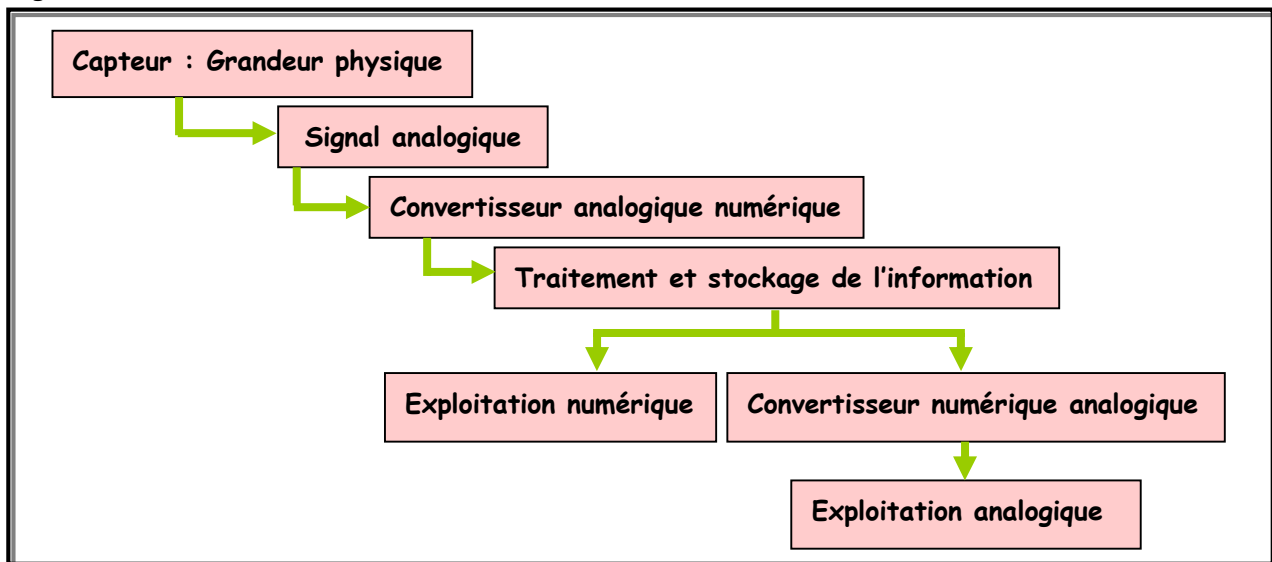 Capteur : Grandeur physique
Signal analogique
Convertisseur analogique numérique
Traitement et stockage de l'information
Exploitation numérique
Convertisseur numérique analogique
Exploitation analogique